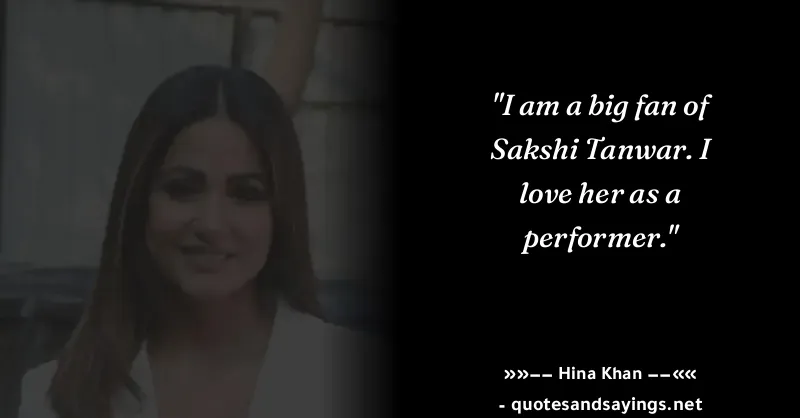 "I am a big fan of
Sakshi Tanwar. I
love her as a
performer."
»»−− Hina Khan −−««
- quotesandsayings.net